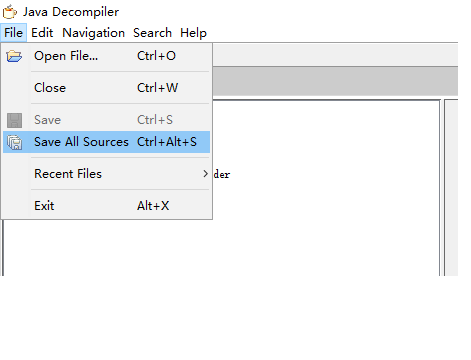 Java Decompiler
File Edit Navigation Search Help
Open File... Ctrl+O
Close Ctrl+W
Save Ctrl+S
Save All Sources Ctrl+Alt+S
Recent Files
der
Exit Alt+X